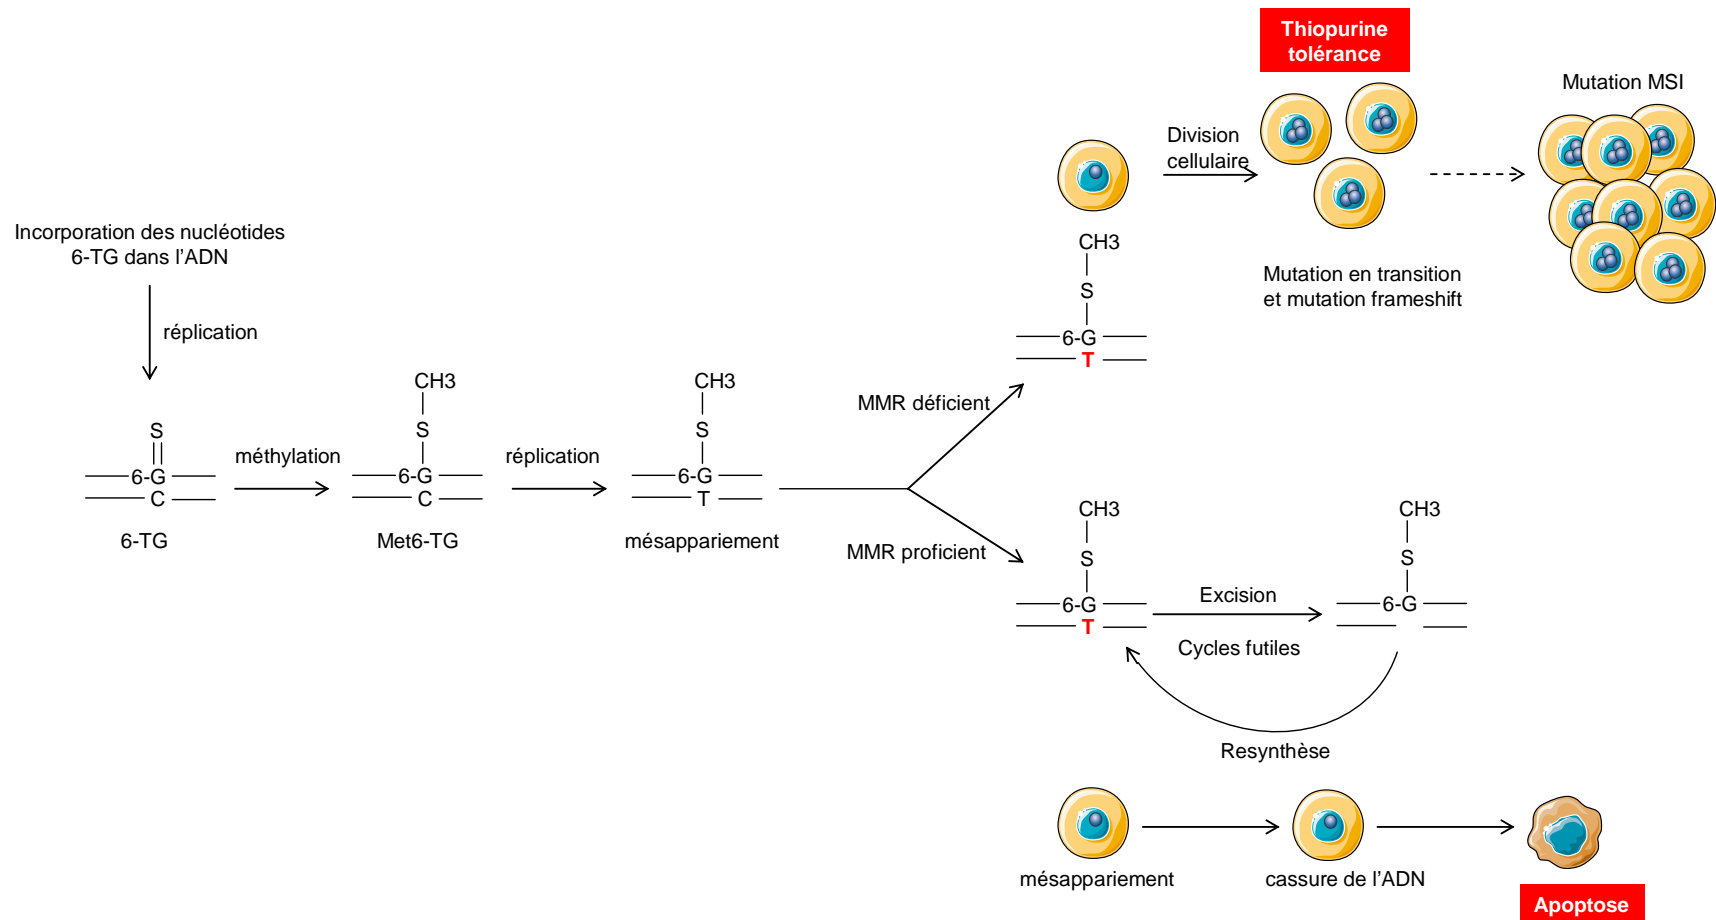 Thiopurine
tolérance
Mutation MSI
Division
cellulaire
Incorporation des nucléotides
6-TG dans l'ADN
réplication
CH3
S
6-G
T
Mutation en transition
et mutation frameshift
S
6-G
C
6-TG
méthylation
CH3
S
6-G
C
Met6-TG
réplication
CH3
S
6-G
T
mésappariement
MMR déficient
MMR proficient
CH3
S
6-G
T
Excision
Cycles futiles
CH3
S
6-G
Resynthèse
mésappariement
cassure de l'ADN
Apoptose